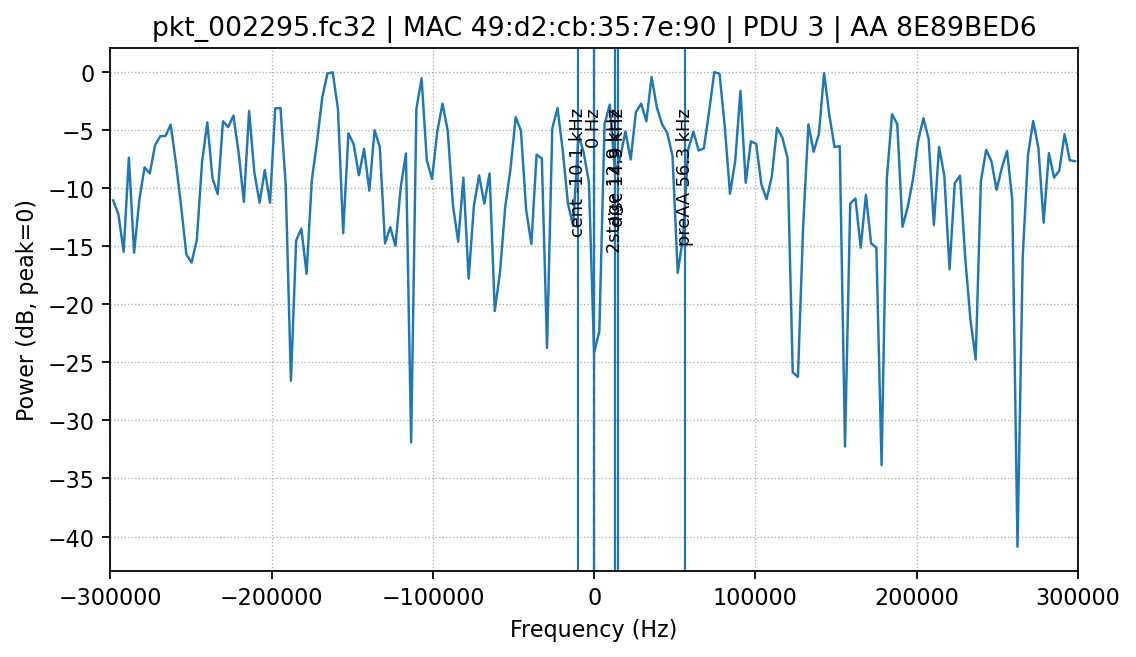 pkt_002295.fc32 | MAC 49:d2:cb:35:7e:90 | PDU 3 | AA 8E89BED6
Power (dB, peak=0)
0
−5
−10
−15
−20
−25
−30
−35
−40
cent -10.1 kHz
0 Hz
2stage
kHz
preAA 56.3 kHz
−300000
−200000
−100000
0
100000
200000
300000
Frequency (Hz)